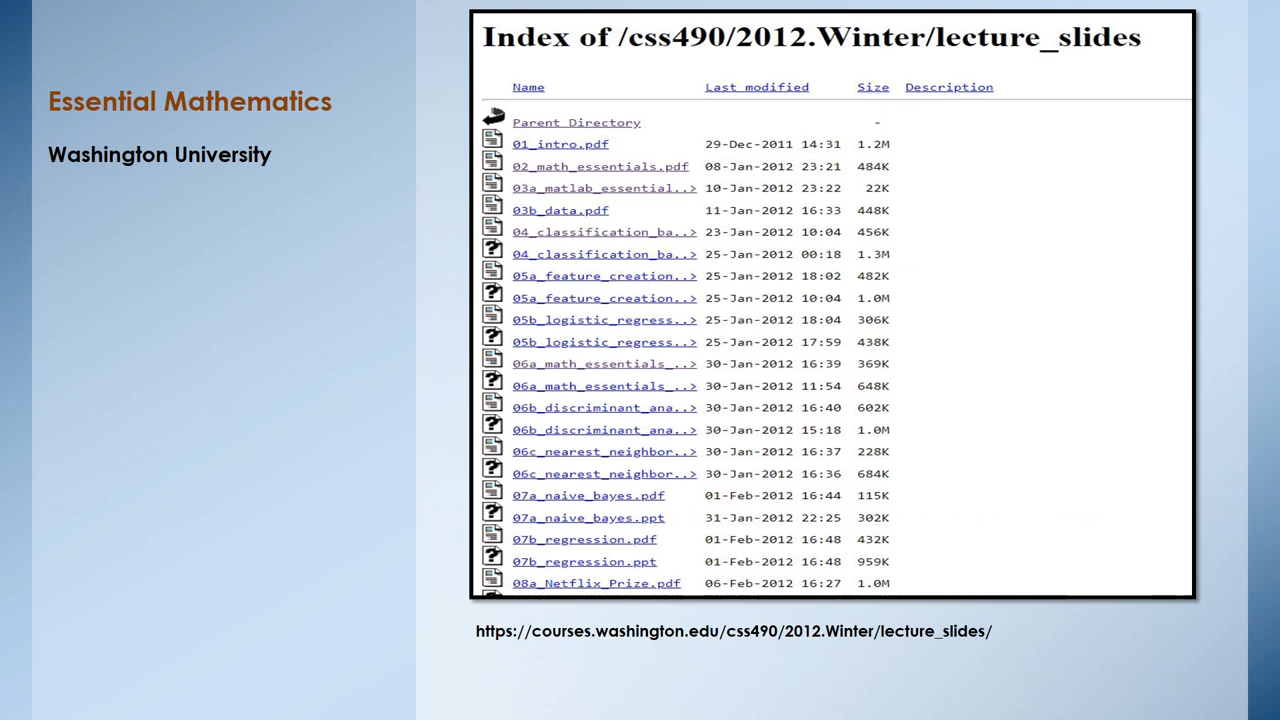 Essential Mathematics
Washington University
Index of /css490/2012.Winter/lecture_slides
Name Last modified Size Description
Parent Directory -
01_intro.pdf 29-Dec-2011 14:31 1.2M
02_math_essentials.pdf 08-Jan-2012 23:21 484K
03a_matlab_essential..> 10-Jan-2012 23:22 22K
03b_data.pdf 11-Jan-2012 16:33 448K
04_classification_ba..> 23-Jan-2012 10:04 456K
04_classification_ba..> 25-Jan-2012 00:18 1.3M
05a_feature_creation..> 25-Jan-2012 18:02 482K
05a_feature_creation..> 25-Jan-2012 10:04 1.0M
05b_logistic_regress..> 25-Jan-2012 18:04 306K
05b_logistic_regress..> 25-Jan-2012 17:59 438K
06a_math_essentials_..> 30-Jan-2012 16:39 369K
06a_math_essentials_..> 30-Jan-2012 11:54 648K
06b_discriminant_ana..> 30-Jan-2012 16:40 602K
06b_discriminant_ana..> 30-Jan-2012 15:18 1.0M
06c_nearest_neighbor..> 30-Jan-2012 16:37 228K
06c_nearest_neighbor..> 30-Jan-2012 16:36 684K
07a_naive_bayes.pdf 01-Feb-2012 16:44 115K
07a_naive_bayes.ppt 31-Jan-2012 22:25 302K
07b_regression.pdf 01-Feb-2012 16:48 432K
07b_regression.ppt 01-Feb-2012 16:48 959K
08a_Netflix_Prize.pdf 06-Feb-2012 16:27 1.0M
https://courses.washington.edu/css490/2012.Winter/lecture_slides/